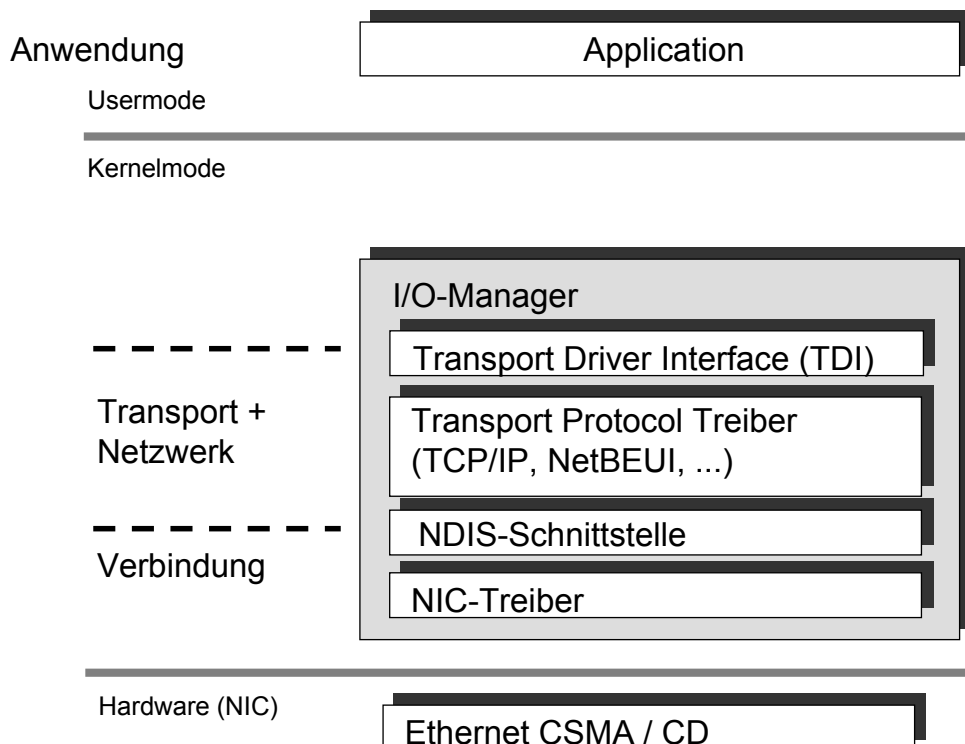 Anwendung
Application
Usermode
Kernelmode
I/O-Manager
Transport Driver Interface (TDI)
Transport +
Netzwerk
Transport Protocol Treiber
(TCP/IP, NetBEUI, ...)
NDIS-Schnittstelle
Verbindung
NIC-Treiber
Hardware (NIC)
Ethernet CSMA / CD